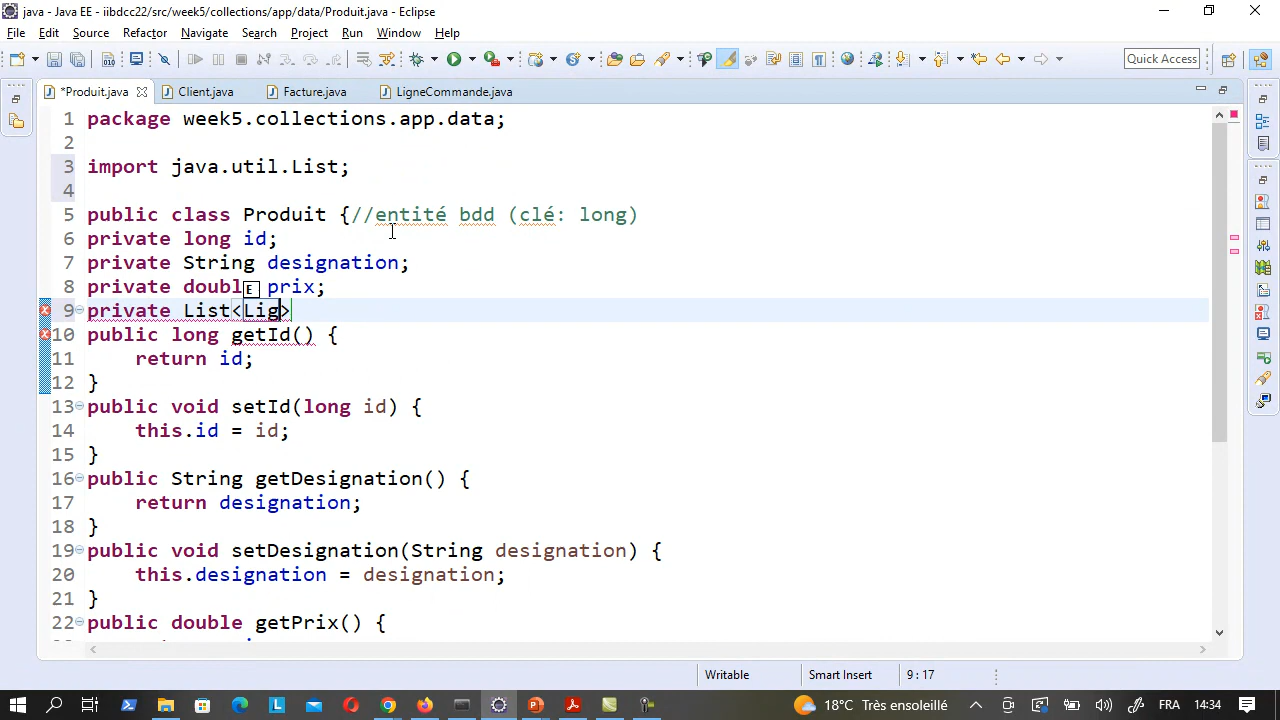 java - Java EE - iibdcc22/src/week5/collections/app/data/Produit.java - Eclipse
File Edit Source Refactor Navigate Search Project Run Window Help
Quick Access
*Produit.java Client.java Facture.java LigneCommande.java
1 package week5.collections.app.data;
2
3 import java.util.List;
4
5 public class Produit {//entité bdd (clé: long)
6 private long id;
7 private String designation;
8 private doubl E prix;
9 private List<Lig>
10 public long getId() {
11 return id;
12 }
13 public void setId(long id) {
14 this.id = id;
15 }
16 public String getDesignation() {
17 return designation;
18 }
19 public void setDesignation(String designation) {
20 this.designation = designation;
21 }
22 public double getPrix() {
Writable Smart Insert 9 : 17
18°C Très ensoleillé FRA 14:34